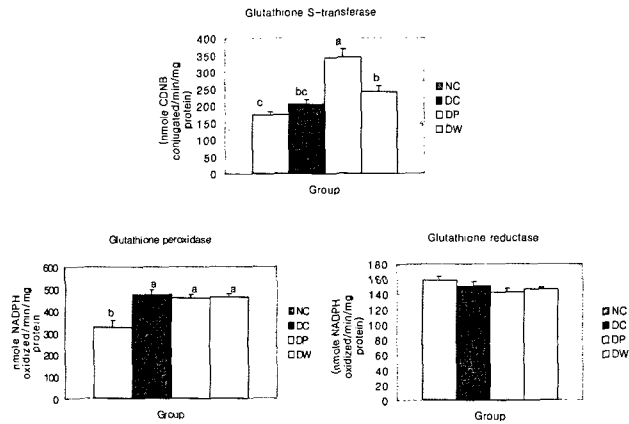 Glutathione S-transferase
(nmole CDNB
conjugated/min/mg
protein)
400
350
300
250
200
150
100
50
0
c
bc
a
b
NC
DC
DP
DW
Group
Glutathione peroxidase
nmole NADPH
oxidized/min/mg
protein
600
500
400
300
200
100
0
b
a
a
a
NC
DC
DP
DW
Group
Glutathione reductase
(nmole NADPH
oxidized/min/mg
protein)
180
160
140
120
100
80
60
40
20
0
NC
DC
DP
DW
Group